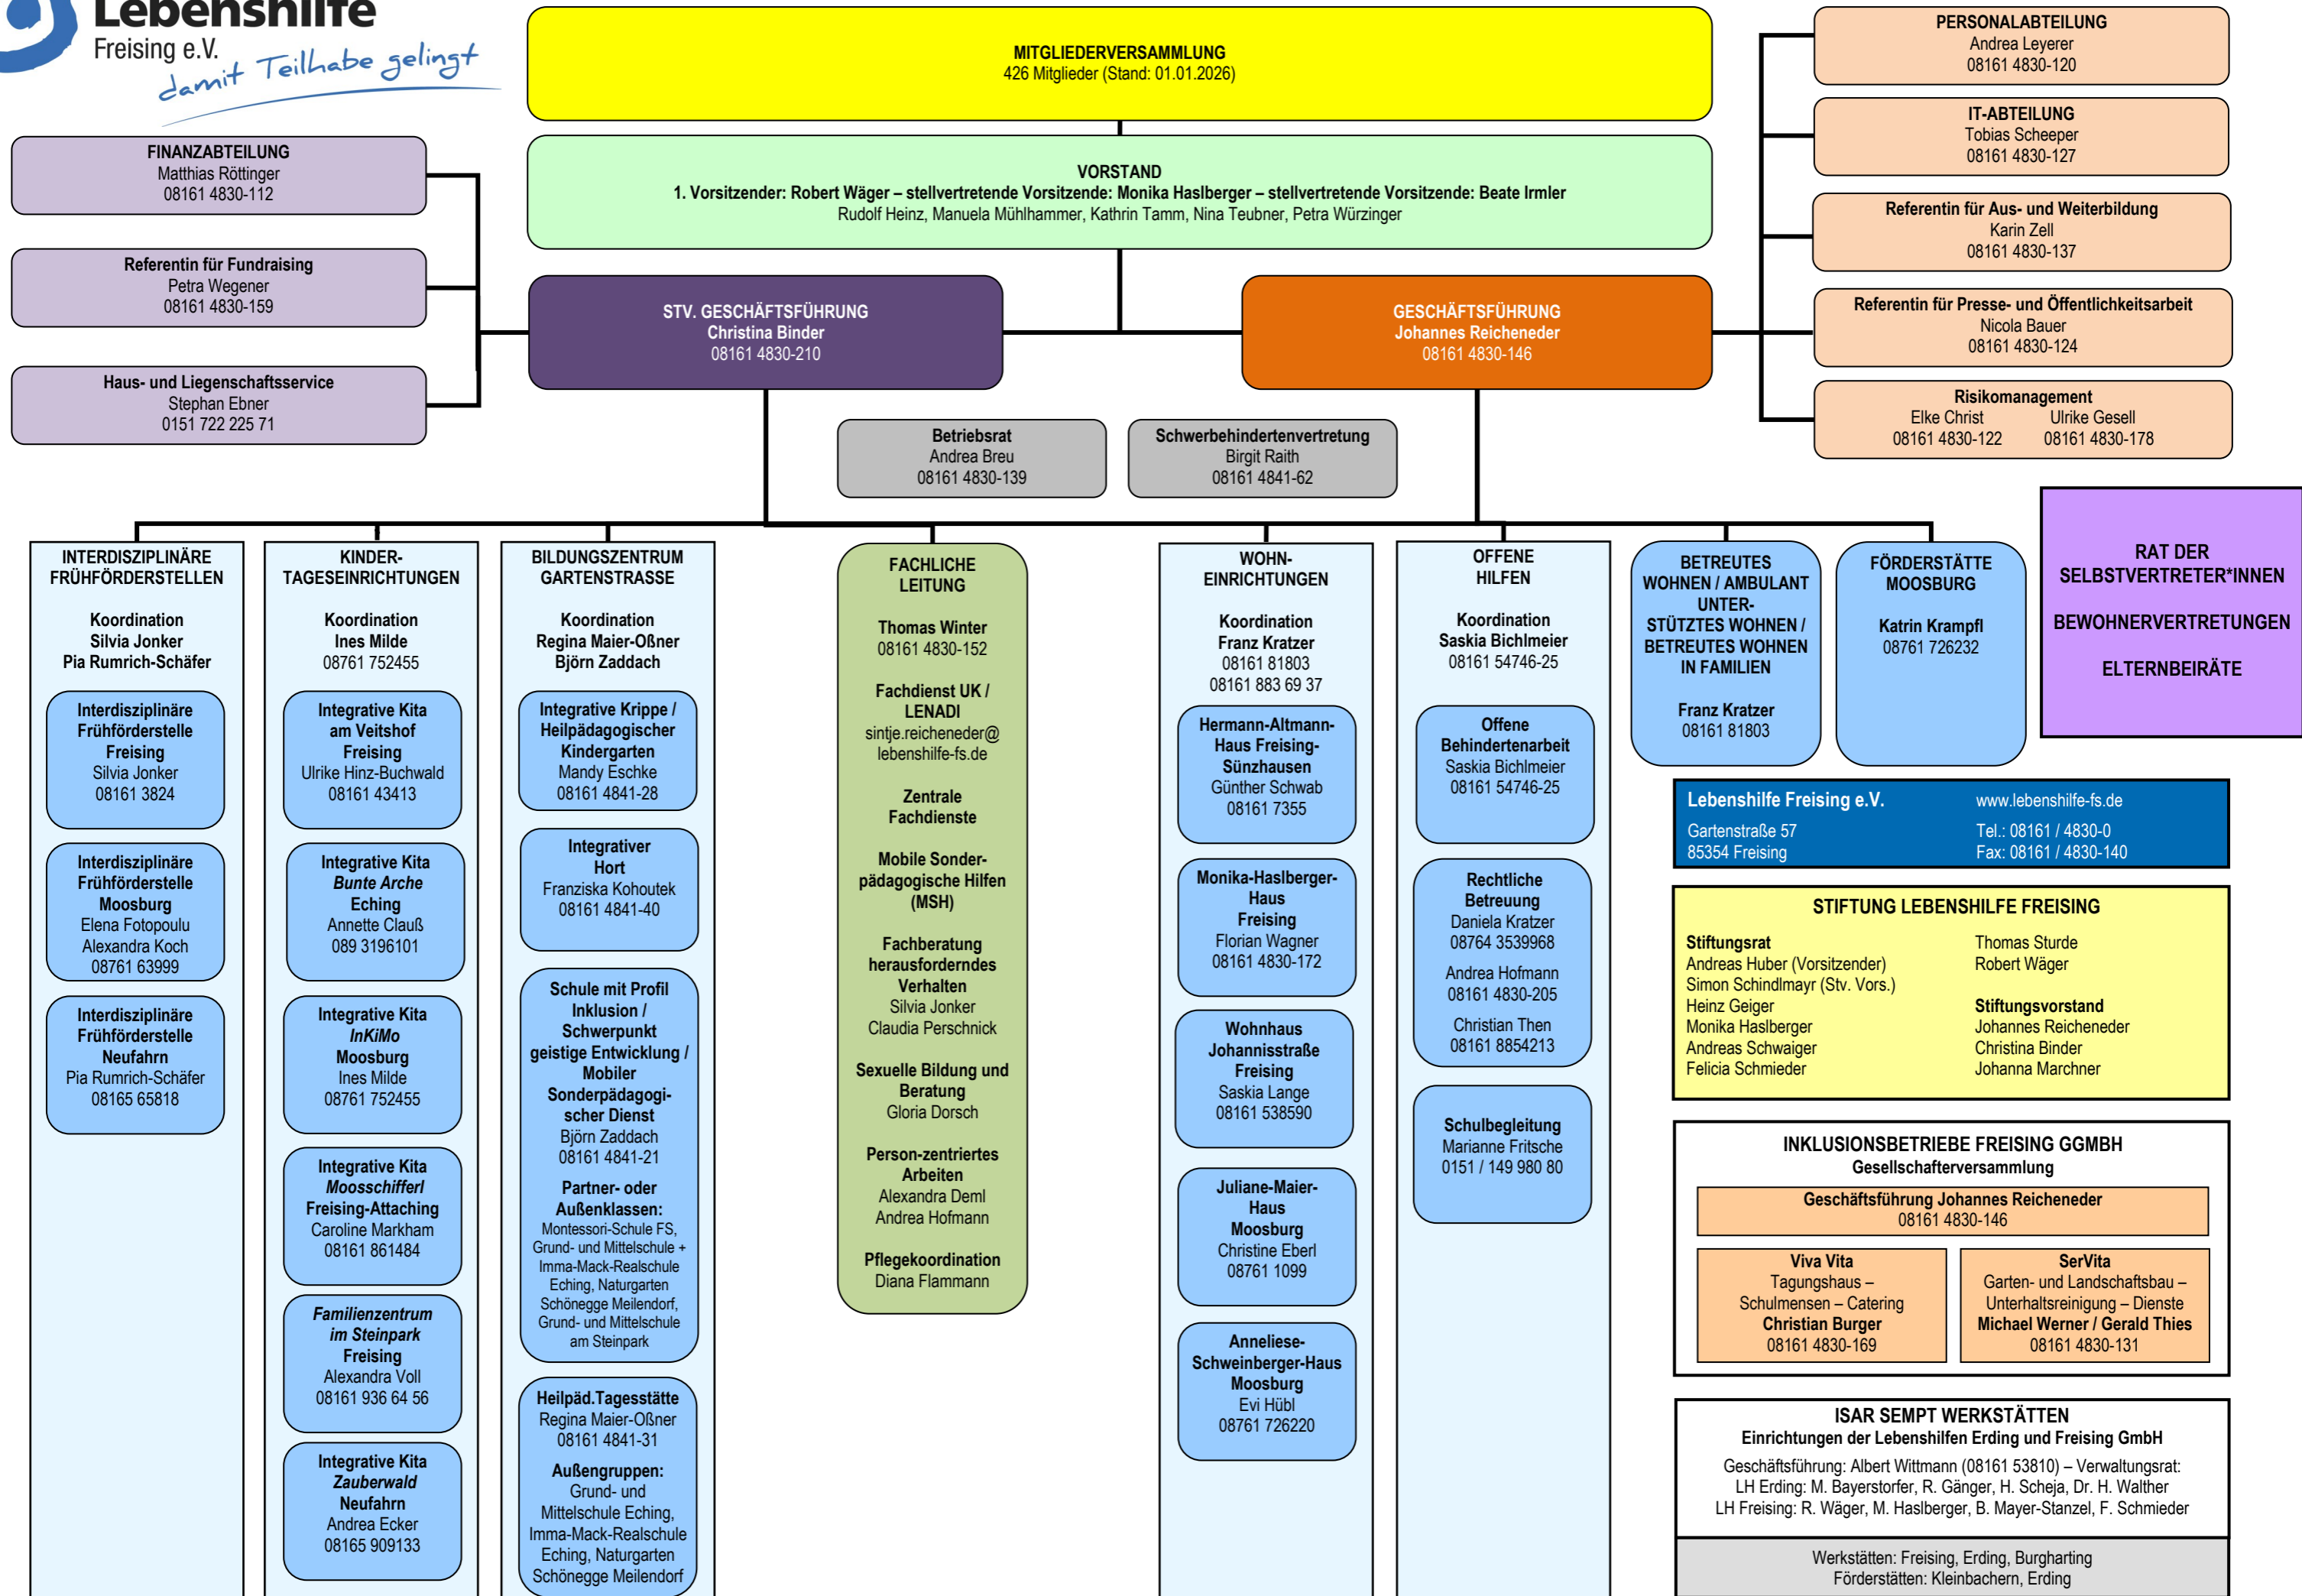 Lebenshilfe
Freising e.V.
damit Teilhabe gelingt
MITGLIEDERVERSAMMLUNG
426 Mitglieder (Stand: 01.01.2026)
VORSTAND
1. Vorsitzender: Robert Wäger – stellvertretende Vorsitzende: Monika Haslberger – stellvertretende Vorsitzende: Beate Irmler
Rudolf Heinz, Manuela Mühlhammer, Kathrin Tamm, Nina Teubner, Petra Würzinger
FINANZABTEILUNG
Matthias Röttinger
08161 4830-112
Referentin für Fundraising
Petra Wegener
08161 4830-159
Haus- und Liegenschaftsservice
Stephan Ebner
0151 722 225 71
STV. GESCHÄFTSFÜHRUNG
Christina Binder
08161 4830-210
GESCHÄFTSFÜHRUNG
Johannes Reicheneder
08161 4830-146
PERSONALABTEILUNG
Andrea Leyerer
08161 4830-120
IT-ABTEILUNG
Tobias Scheeper
08161 4830-127
Referentin für Aus- und Weiterbildung
Karin Zell
08161 4830-137
Referentin für Presse- und Öffentlichkeitsarbeit
Nicola Bauer
08161 4830-124
Risikomanagement
Elke Christ Ulrike Gesell
08161 4830-122 08161 4830-178
Betriebsrat
Andrea Breu
08161 4830-139
Schwerbehindertenvertretung
Birgit Raith
08161 4841-62
INTERDISZIPLINÄRE
FRÜHFÖRDERSTELLEN
Koordination
Silvia Jonker
Pia Rumrich-Schäfer
Interdisziplinäre
Frühförderstelle
Freising
Silvia Jonker
08161 3824
Interdisziplinäre
Frühförderstelle
Moosburg
Elena Fotopoulu
Alexandra Koch
08761 63999
Interdisziplinäre
Frühförderstelle
Neufahrn
Pia Rumrich-Schäfer
08165 65818
KINDER-
TAGESEINRICHTUNGEN
Koordination
Ines Milde
08761 752455
Integrative Kita
am Veitshof
Freising
Ulrike Hinz-Buchwald
08161 43413
Integrative Kita
Bunte Arche
Eching
Annette Clauß
089 3196101
Integrative Kita
InKiMo
Moosburg
Ines Milde
08761 752455
Integrative Kita
Moosschifferl
Freising-Attaching
Caroline Markham
08161 861484
Familienzentrum
im Steinpark
Freising
Alexandra Voll
08161 936 64 56
Integrative Kita
Zauberwald
Neufahrn
Andrea Ecker
08165 909133
BILDUNGSZENTRUM
GARTENSTRASSE
Koordination
Regina Maier-Oßner
Björn Zaddach
Integrative Krippe /
Heilpädagogischer
Kindergarten
Mandy Eschke
08161 4841-28
Integrativer
Hort
Franziska Kohoutek
08161 4841-40
Schule mit Profil
Inklusion /
Schwerpunkt
geistige Entwicklung /
Mobiler
Sonderpädagogi-
scher Dienst
Björn Zaddach
08161 4841-21
Partner- oder
Außenklassen:
Montessori-Schule FS,
Grund- und Mittelschule +
Imma-Mack-Realschule
Eching, Naturgarten
Schönegge Meilendorf,
Grund- und Mittelschule
am Steinpark
Heilpäd.Tagesstätte
Regina Maier-Oßner
08161 4841-31
Außengruppen:
Grund- und
Mittelschule Eching,
Imma-Mack-Realschule
Eching, Naturgarten
Schönegge Meilendorf
FACHLICHE
LEITUNG
Thomas Winter
08161 4830-152
Fachdienst UK /
LENADI
sintje.reicheneder@
lebenshilfe-fs.de
Zentrale
Fachdienste
Mobile Sonder-
pädagogische Hilfen
(MSH)
Fachberatung
herausforderndes
Verhalten
Silvia Jonker
Claudia Perschnick
Sexuelle Bildung und
Beratung
Gloria Dorsch
Person-zentriertes
Arbeiten
Alexandra Deml
Andrea Hofmann
Pflegekoordination
Diana Flammann
WOHN-
EINRICHTUNGEN
Koordination
Franz Kratzer
08161 81803
08161 883 69 37
Hermann-Altmann-
Haus Freising-
Sünzhausen
Günther Schwab
08161 7355
Monika-Haslberger-
Haus
Freising
Florian Wagner
08161 4830-172
Wohnhaus
Johannisstraße
Freising
Saskia Lange
08161 538590
Juliane-Maier-
Haus
Moosburg
Christine Eberl
08761 1099
Anneliese-
Schweinberger-Haus
Moosburg
Evi Hübl
08761 726220
OFFENE
HILFEN
Koordination
Saskia Bichlmeier
08161 54746-25
Offene
Behindertenarbeit
Saskia Bichlmeier
08161 54746-25
Rechtliche
Betreuung
Daniela Kratzer
08764 3539968
Andrea Hofmann
08161 4830-205
Christian Then
08161 8854213
Schulbegleitung
Marianne Fritsche
0151 / 149 980 80
BETREUTES
WOHNEN / AMBULANT
UNTER-
STÜTZTES WOHNEN /
BETREUTES WOHNEN
IN FAMILIEN
Franz Kratzer
08161 81803
FÖRDERSTÄTTE
MOOSBURG
Katrin Krampfl
08761 726232
RAT DER
SELBSTVERTRETER*INNEN
BEWOHNERVERTRETUNGEN
ELTERNBEIRÄTE
Lebenshilfe Freising e.V. www.lebenshilfe-fs.de
Gartenstraße 57 Tel.: 08161 / 4830-0
85354 Freising Fax: 08161 / 4830-140
STIFTUNG LEBENSHILFE FREISING
Stiftungsrat
Andreas Huber (Vorsitzender)
Simon Schindlmayr (Stv. Vors.)
Heinz Geiger
Monika Haslberger
Andreas Schwaiger
Felicia Schmieder
Thomas Sturde
Robert Wäger
Stiftungsvorstand
Johannes Reicheneder
Christina Binder
Johanna Marchner
INKLUSIONSBETRIEBE FREISING GGMBH
Gesellschafterversammlung
Geschäftsführung Johannes Reicheneder
08161 4830-146
Viva Vita
Tagungshaus –
Schulmensen – Catering
Christian Burger
08161 4830-169
SerVita
Garten- und Landschaftsbau –
Unterhaltsreinigung – Dienste
Michael Werner / Gerald Thies
08161 4830-131
ISAR SEMPT WERKSTÄTTEN
Einrichtungen der Lebenshilfen Erding und Freising GmbH
Geschäftsführung: Albert Wittmann (08161 53810) – Verwaltungsrat:
LH Erding: M. Bayerstorfer, R. Gänger, H. Scheja, Dr. H. Walther
LH Freising: R. Wäger, M. Haslberger, B. Mayer-Stanzel, F. Schmieder
Werkstätten: Freising, Erding, Burgharting
Förderstätten: Kleinbachern, Erding